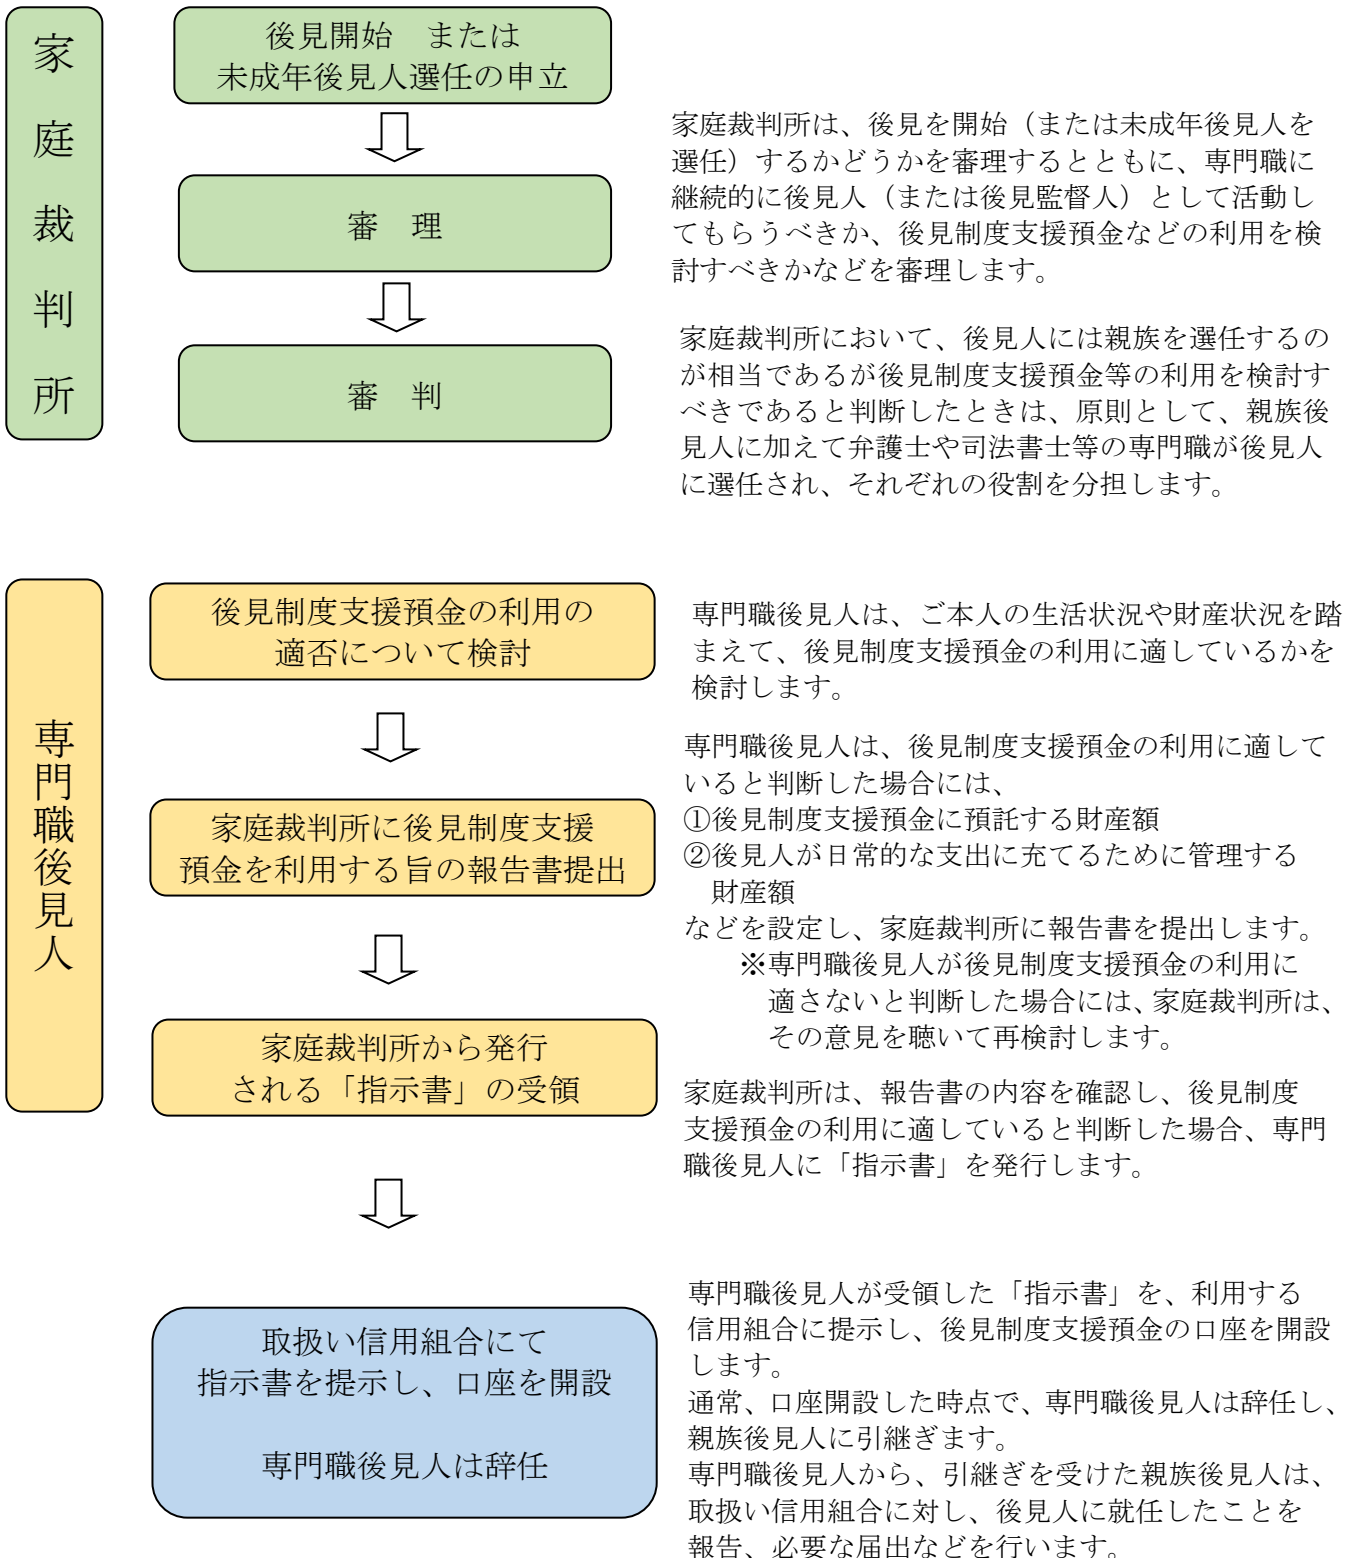 家庭裁判所
後見開始　または
未成年後見人選任の申立
審　理
審　判
家庭裁判所は、後見を開始（または未成年後見人を
選任）するかどうかを審理するとともに、専門職に
継続的に後見人（または後見監督人）として活動し
てもらうべきか、後見制度支援預金などの利用を検
討すべきかなどを審理します。
家庭裁判所において、後見人には親族を選任するの
が相当であるが後見制度支援預金等の利用を検討す
べきであると判断したときは、原則として、親族後
見人に加えて弁護士や司法書士等の専門職が後見人
に選任され、それぞれの役割を分担します。
専門職後見人
後見制度支援預金の利用の
適否について検討
家庭裁判所に後見制度支援
預金を利用する旨の報告書提出
家庭裁判所から発行
される「指示書」の受領
専門職後見人は、ご本人の生活状況や財産状況を踏
まえて、後見制度支援預金の利用に適しているかを
検討します。
専門職後見人は、後見制度支援預金の利用に適して
いると判断した場合には、
①後見制度支援預金に預託する財産額
②後見人が日常的な支出に充てるために管理する
財産額
などを設定し、家庭裁判所に報告書を提出します。
※専門職後見人が後見制度支援預金の利用に
適さないと判断した場合には、家庭裁判所は、
その意見を聴いて再検討します。
家庭裁判所は、報告書の内容を確認し、後見制度
支援預金の利用に適していると判断した場合、専門
職後見人に「指示書」を発行します。
取扱い信用組合にて
指示書を提示し、口座を開設
専門職後見人は辞任
専門職後見人が受領した「指示書」を、利用する
信用組合に提示し、後見制度支援預金の口座を開設
します。
通常、口座開設した時点で、専門職後見人は辞任し、
親族後見人に引継ぎます。
専門職後見人から、引継ぎを受けた親族後見人は、
取扱い信用組合に対し、後見人に就任したことを
報告、必要な届出などを行います。